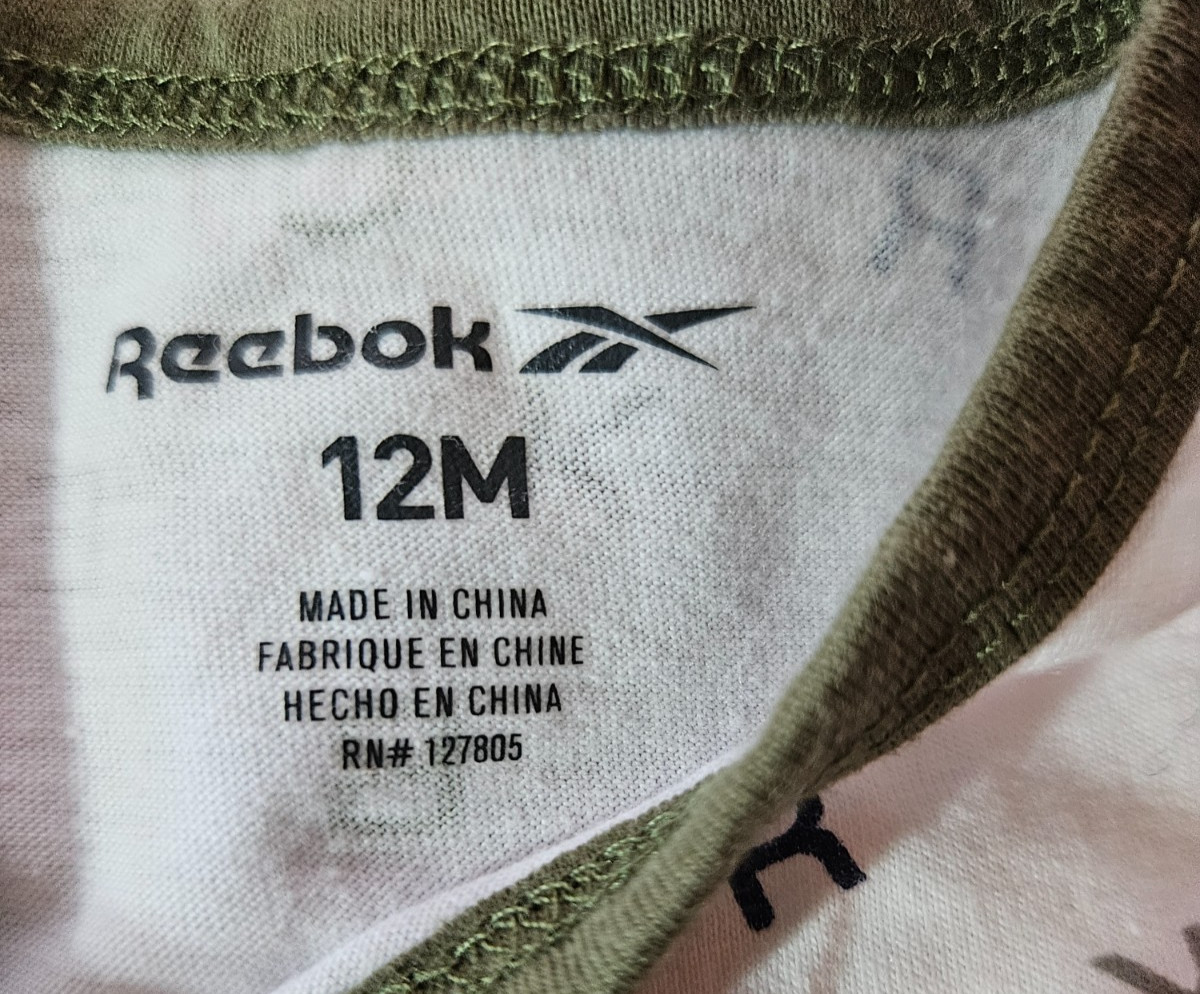 Reebok
12M
MADE IN CHINA
FABRIQUE EN CHINE
HECHO EN CHINA
RN# 127805